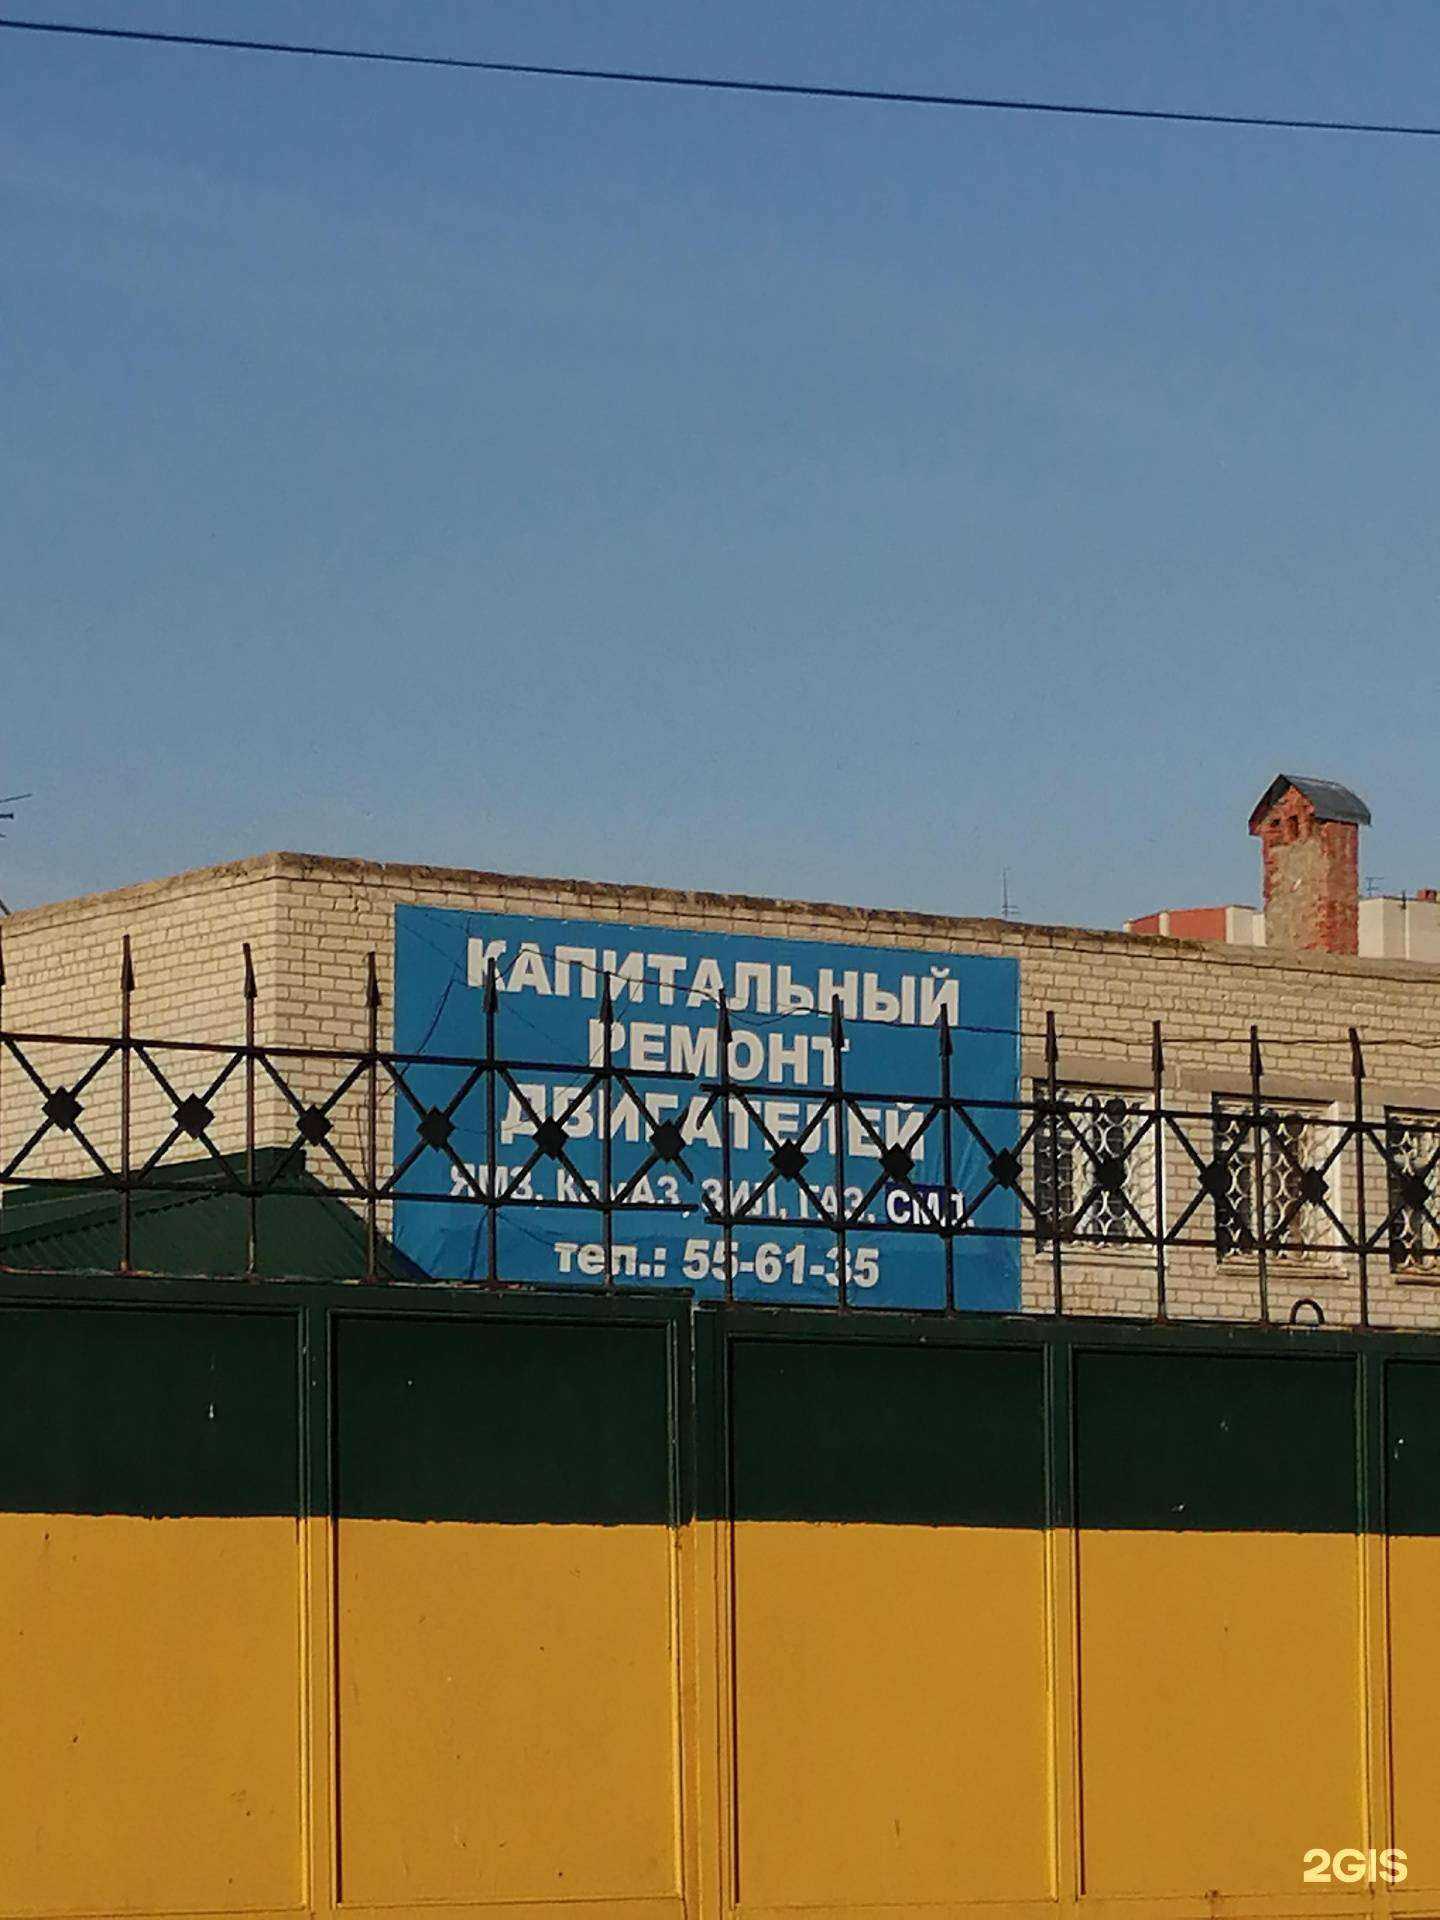 КАПИТАЛЬНЫЙ
РЕМОНТ
ДВИГАТЕЛЕЙ
ЯМЗ, КамАЗ, ЗИЛ, ГАЗ, СМД,
тел.: 55-61-35
2GIS